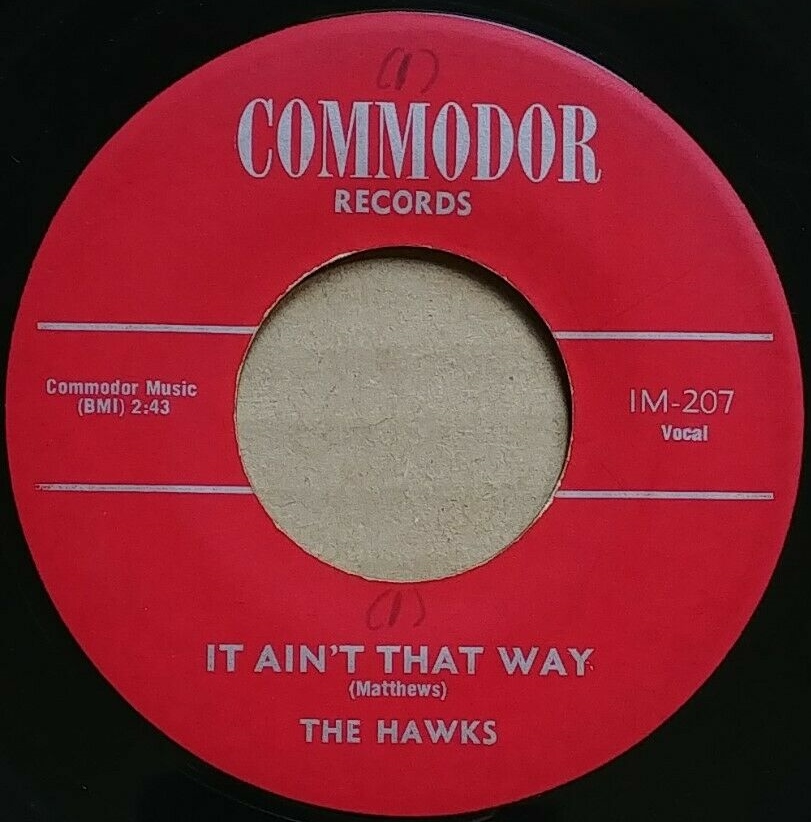 (1)
COMMODOR
RECORDS
Commodor Music
(BMI) 2:43
IM-207
Vocal
(1)
IT AIN'T THAT WAY
(Matthews)
THE HAWKS